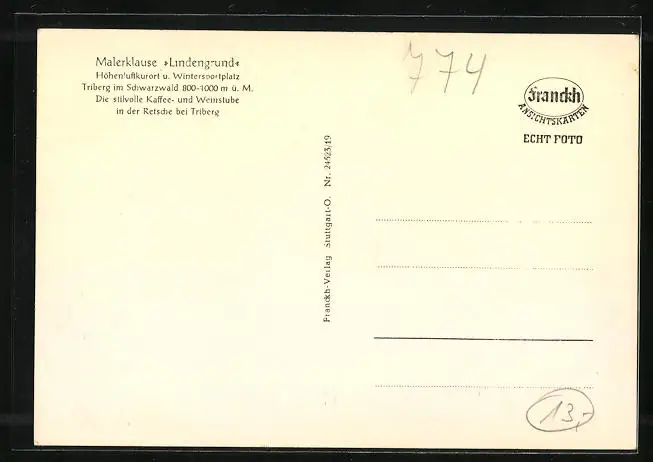 Malerklause »Lindengrund«
Höhenluftkurort u. Wintersportplatz
Triberg im Schwarzwald 800-1000 m ü. M.
Die stilvolle Kaffee- und Weinstube
in der Retsche bei Triberg
774
Franckh
ANSICHTSKARTEN
ECHT FOTO
Franckh-Verlag Stuttgart-O. Nr. 24523/19
13,-